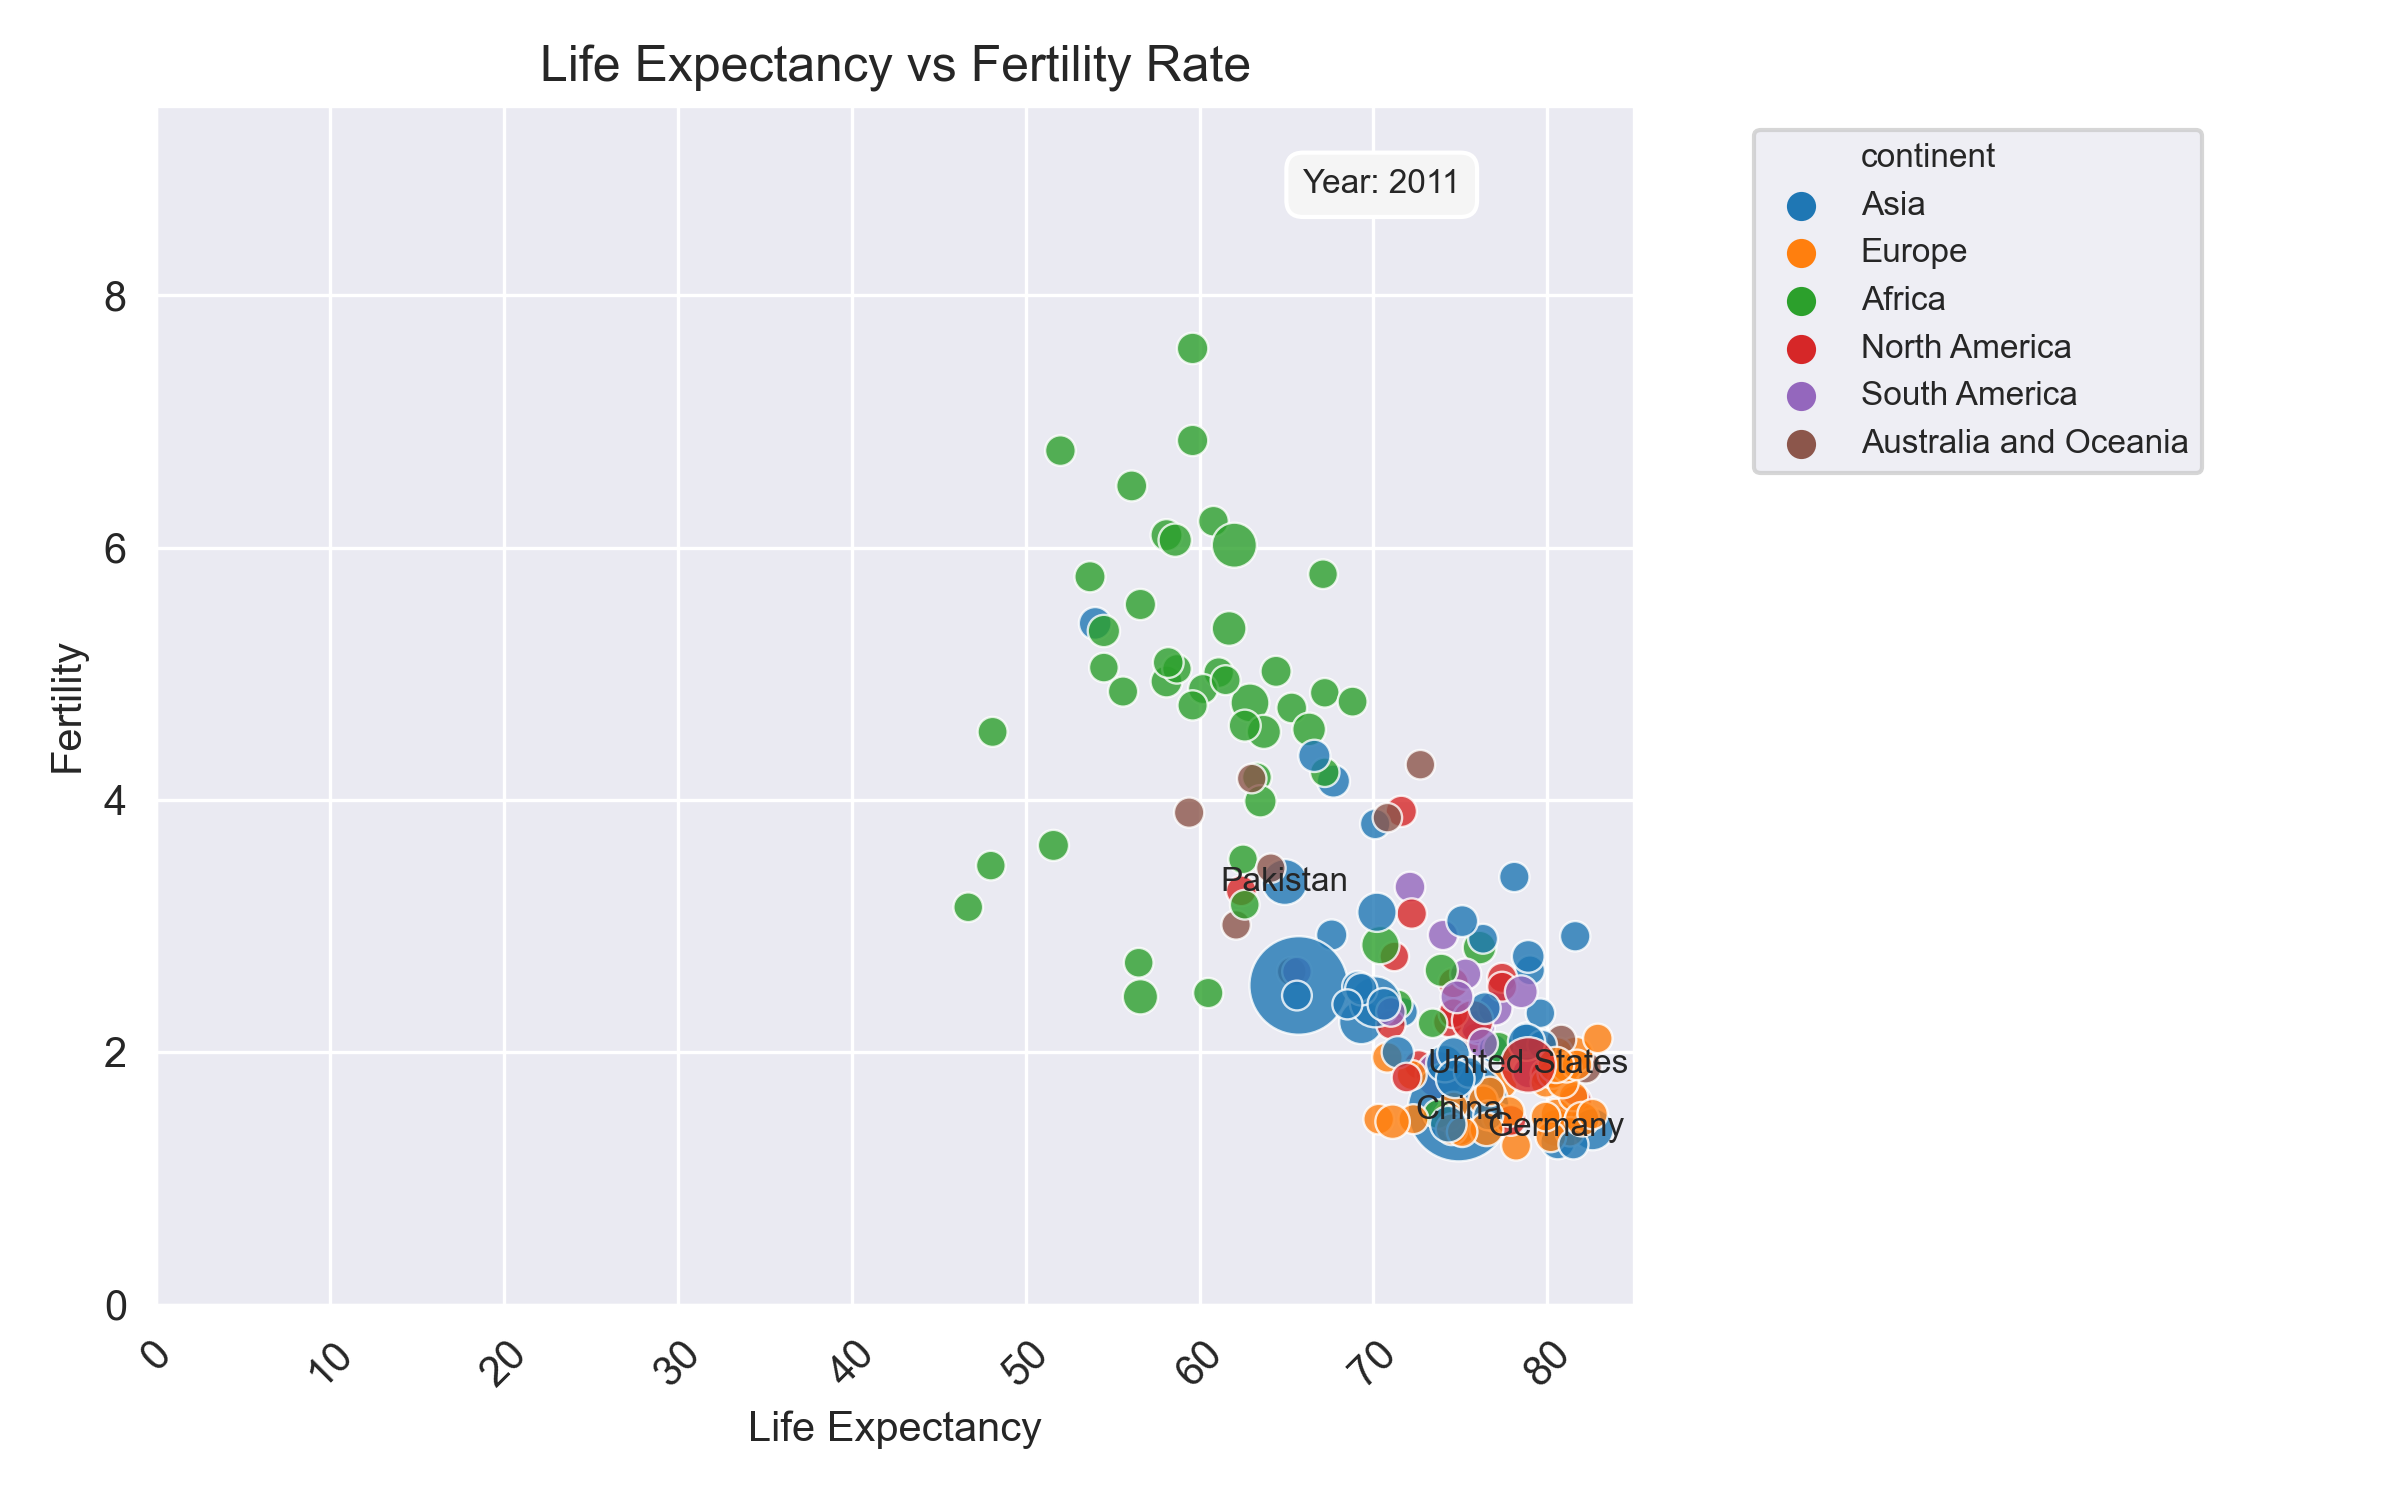 Life Expectancy vs Fertility Rate
Year: 2011
continent
Asia
Europe
Africa
North America
South America
Australia and Oceania
8
6
4
2
0
Fertility
Pakistan
United States
China
Germany
0
10
20
30
40
50
60
70
80
Life Expectancy